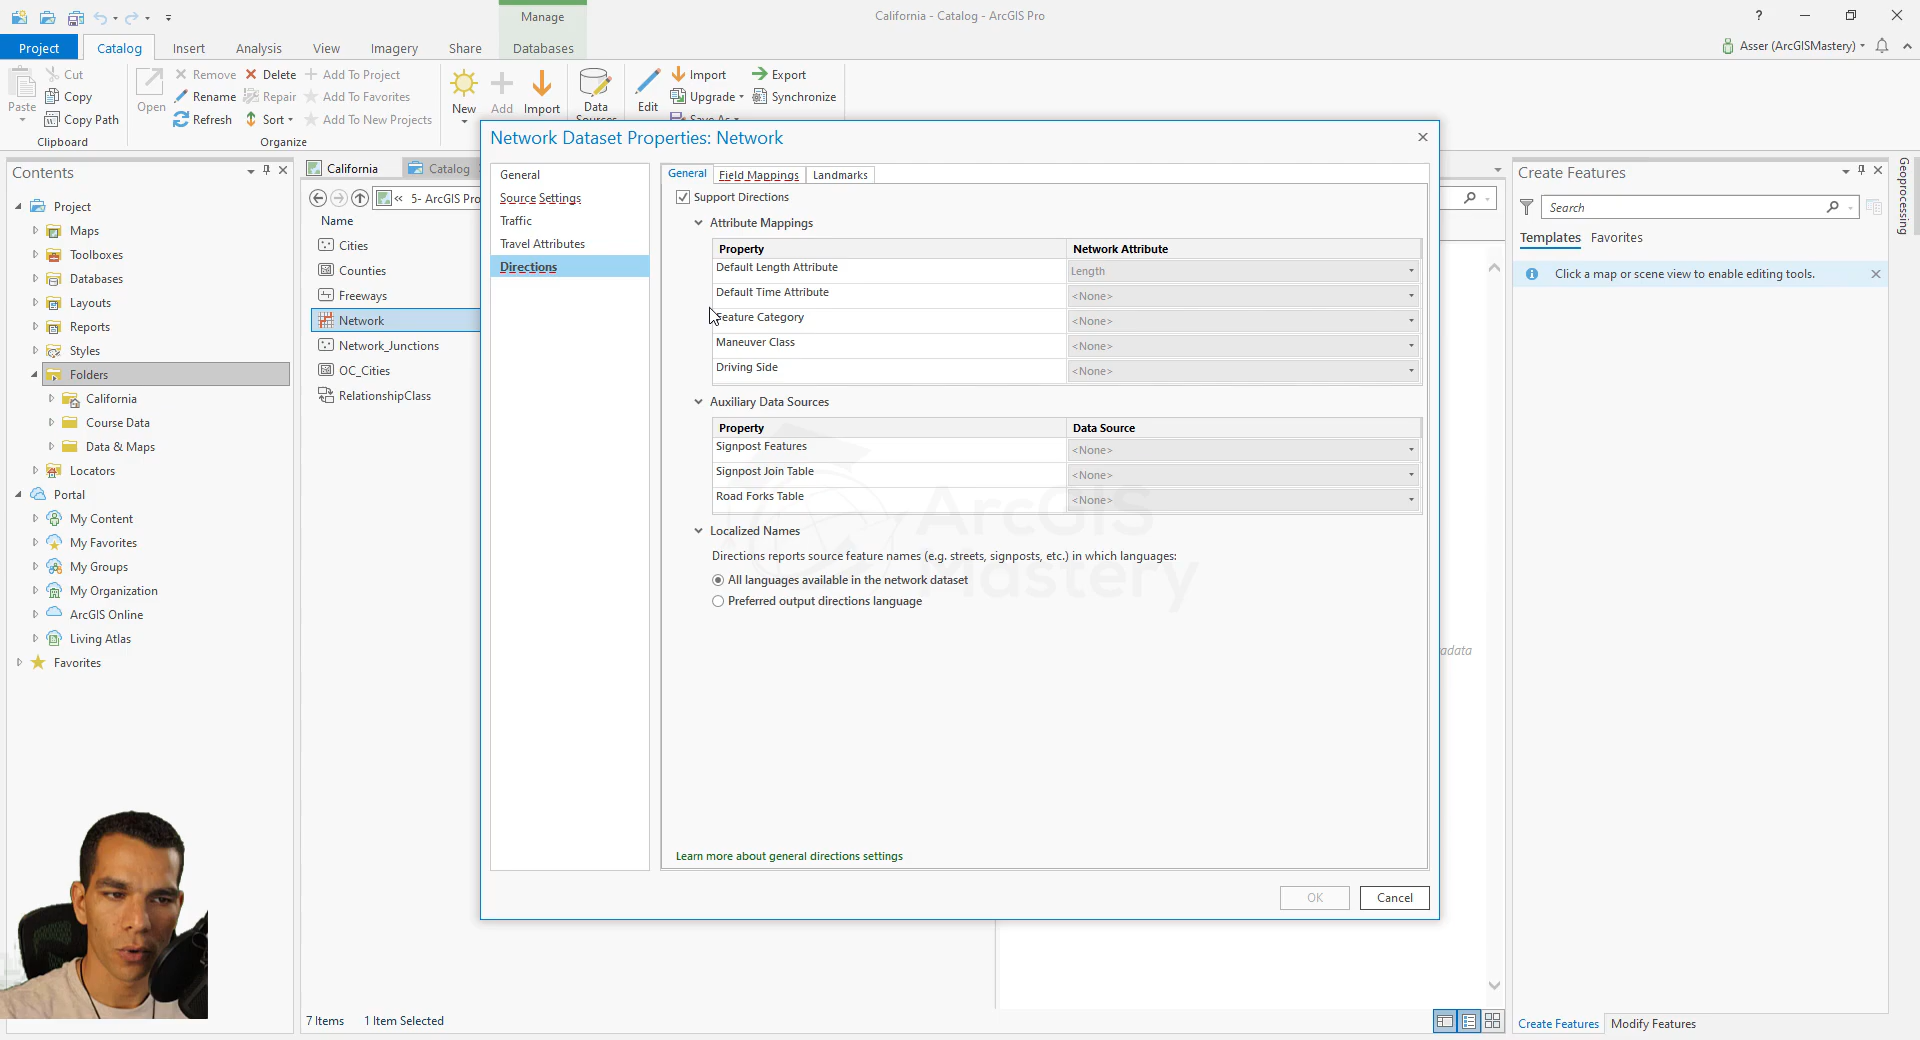 Manage
California - Catalog - ArcGIS Pro
Project
Catalog
Insert
Analysis
View
Imagery
Share
Databases
Asser (ArcGISMastery)
Paste
Cut
Copy
Copy Path
Clipboard
Open
Remove
Delete
Rename
Repair
Refresh
Sort
Add To Project
Add To Favorites
Add To New Projects
Organize
New
Add
Import
Data
Sources
Edit
Import
Upgrade
Save As
Export
Synchronize
Contents
Project
Maps
Toolboxes
Databases
Layouts
Reports
Styles
Folders
California
Course Data
Data & Maps
Locators
Portal
My Content
My Favorites
My Groups
My Organization
ArcGIS Online
Living Atlas
Favorites
California
Catalog
5- ArcGIS Pro
Name
Cities
Counties
Freeways
Network
Network_Junctions
OC_Cities
RelationshipClass
7 Items 1 Item Selected
Network Dataset Properties: Network
General
Source Settings
Traffic
Travel Attributes
Directions
General
Field Mappings
Landmarks
Support Directions
Attribute Mappings
Property Network Attribute
Default Length Attribute Length
Default Time Attribute <None>
Feature Category <None>
Maneuver Class <None>
Driving Side <None>
Auxiliary Data Sources
Property Data Source
Signpost Features <None>
Signpost Join Table <None>
Road Forks Table <None>
Localized Names
Directions reports source feature names (e.g. streets, signposts, etc.) in which languages:
All languages available in the network dataset
Preferred output directions language
ArcGIS
Mastery
Learn more about general directions settings
OK
Cancel
adata
Create Features
Search
Templates
Favorites
Click a map or scene view to enable editing tools.
Create Features
Modify Features
Geoprocessing